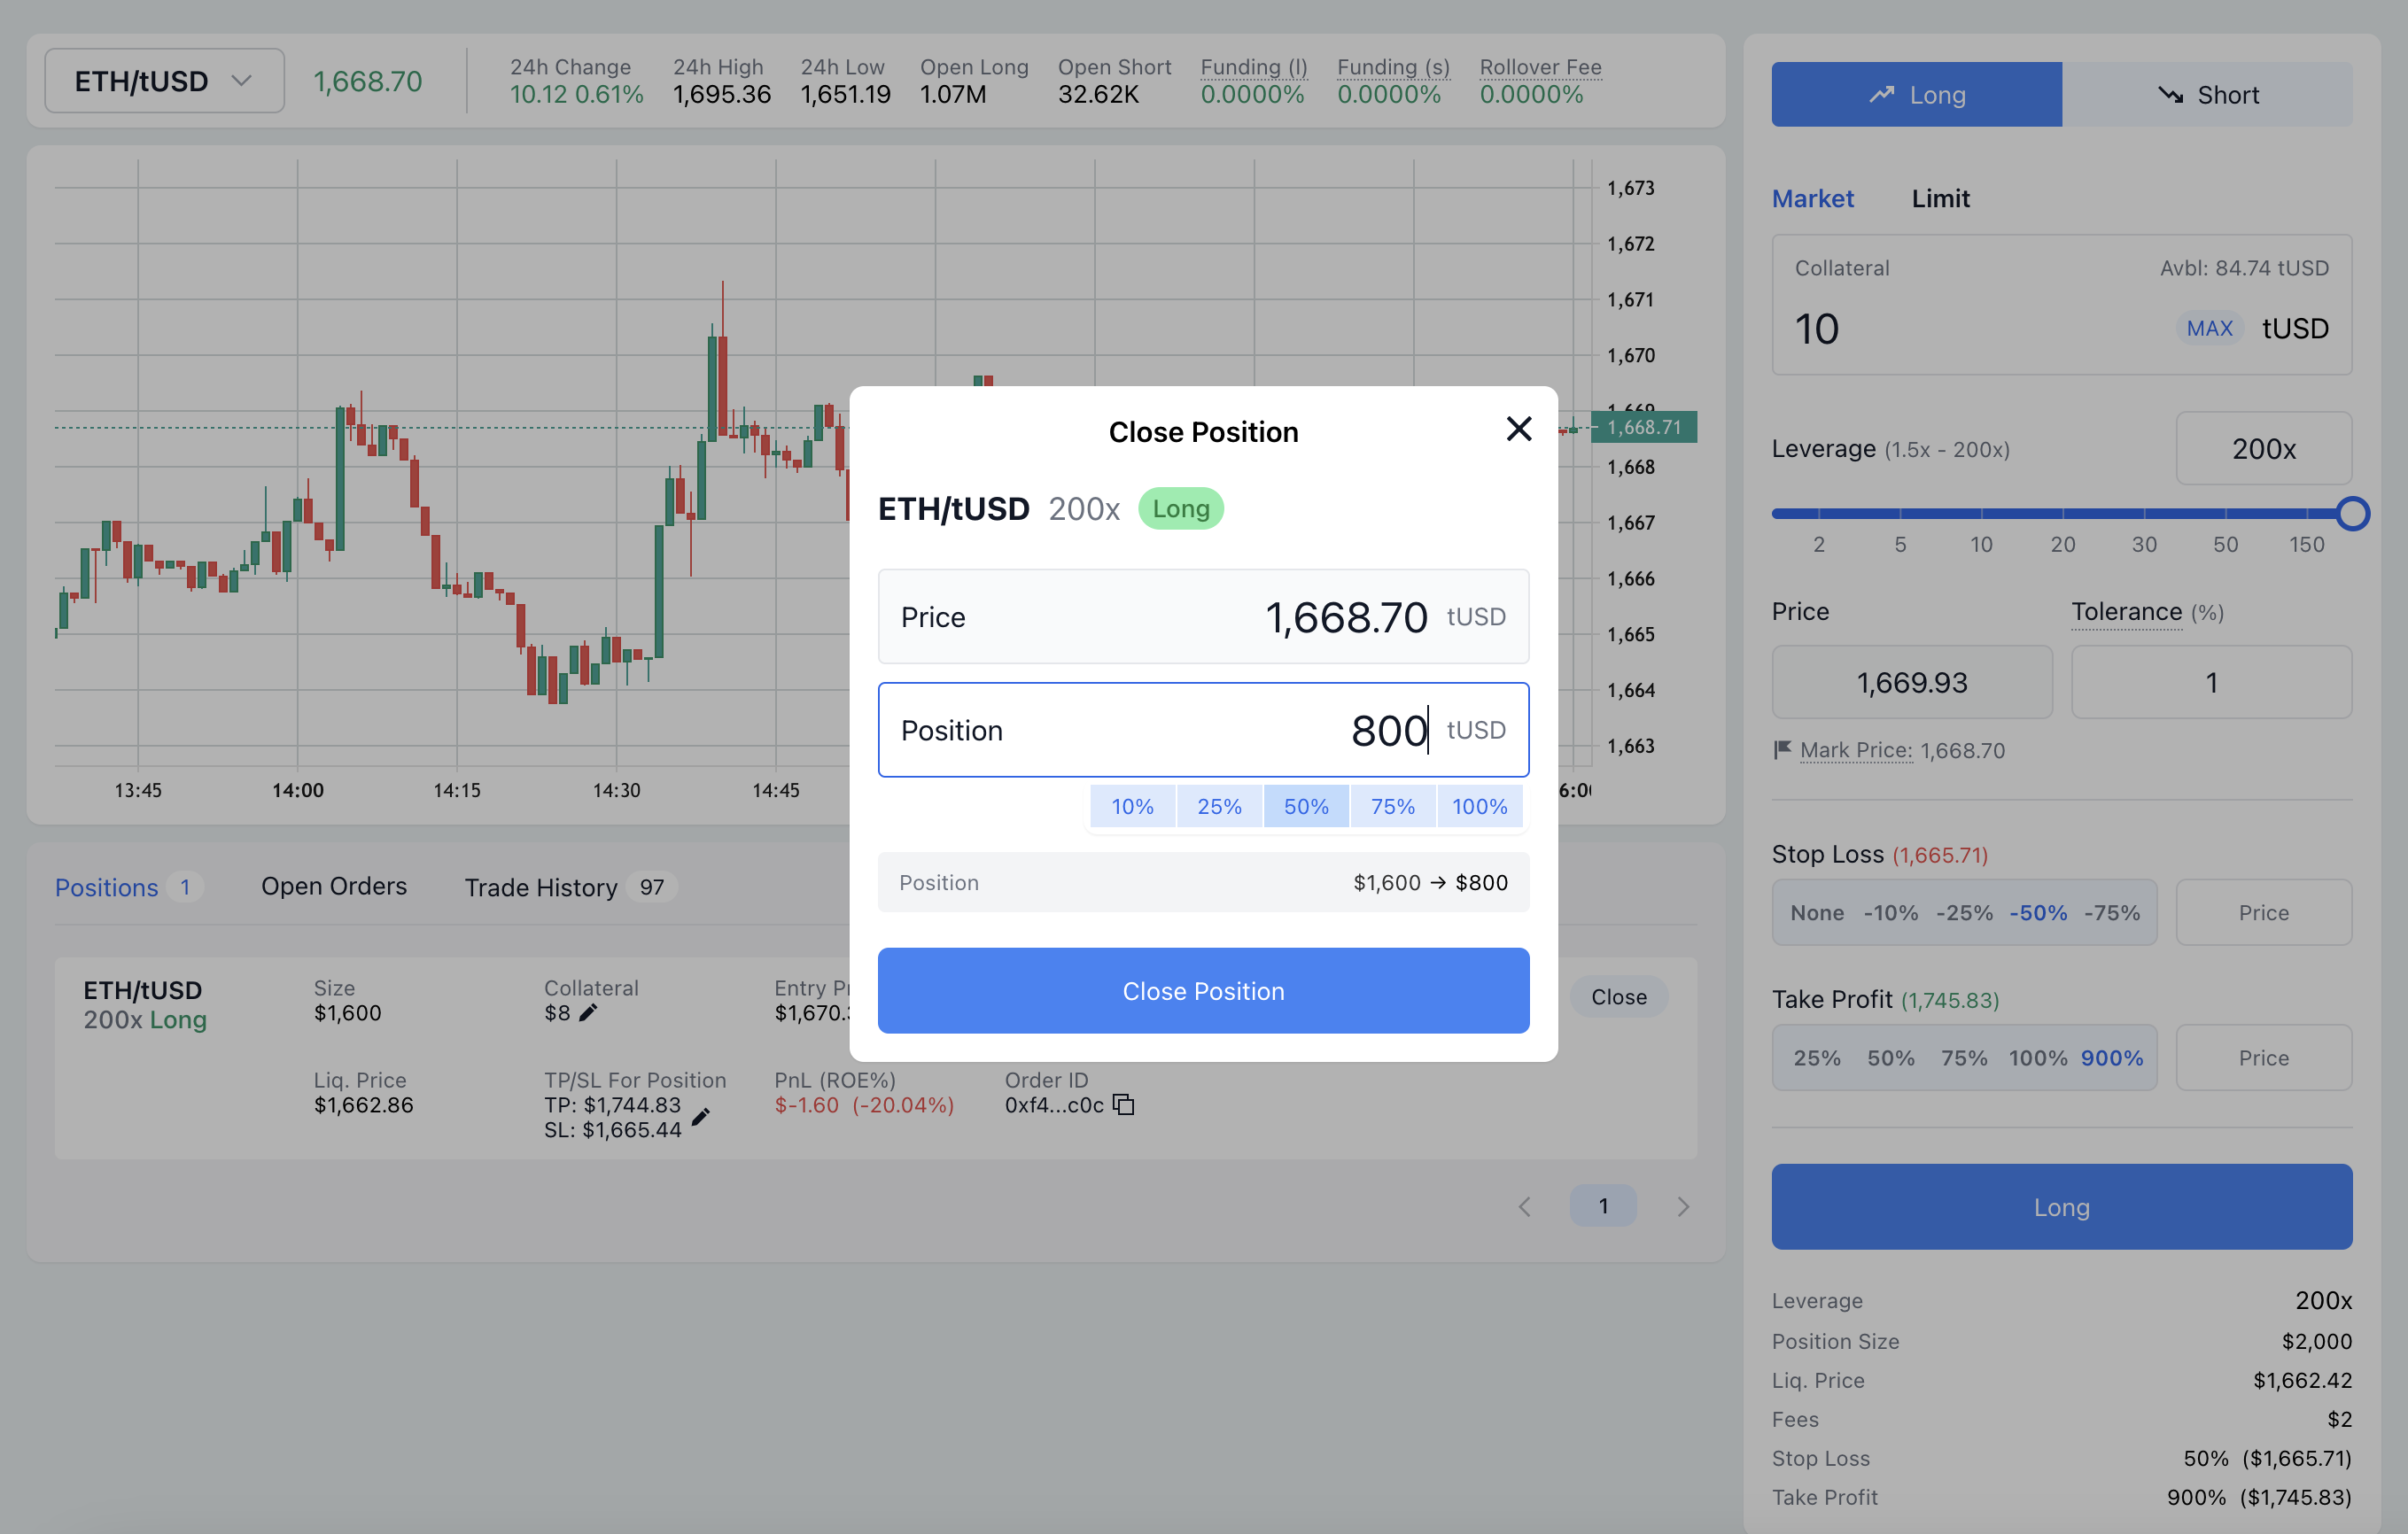 ETH/tUSD
1,668.70
24h Change
10.12 0.61%
24h High
1,695.36
24h Low
1,651.19
Open Long
1.07M
Open Short
32.62K
Funding (l)
0.0000%
Funding (s)
0.0000%
Rollover Fee
0.0000%
1,673
1,672
1,671
1,670
1,669
1,668.71
1,668
1,667
1,666
1,665
1,664
1,663
13:45 14:00 14:15 14:30 14:45 6:0
Close Position
ETH/tUSD 200x Long
Price 1,668.70 tUSD
Position 800 tUSD
10% 25% 50% 75% 100%
Position $1,600 → $800
Close Position
Positions 1 Open Orders Trade History 97
ETH/tUSD
200x Long
Size
$1,600
Collateral
$8
Entry P
$1,670.
Close
Liq. Price
$1,662.86
TP/SL For Position
TP: $1,744.83
SL: $1,665.44
PnL (ROE%)
$-1.60 (-20.04%)
Order ID
0xf4...c0c
1
Long Short
Market Limit
Collateral Avbl: 84.74 tUSD
10 MAX tUSD
Leverage (1.5x - 200x) 200x
2 5 10 20 30 50 150
Price Tolerance (%)
1,669.93 1
Mark Price: 1,668.70
Stop Loss (1,665.71)
None -10% -25% -50% -75% Price
Take Profit (1,745.83)
25% 50% 75% 100% 900% Price
Long
Leverage 200x
Position Size $2,000
Liq. Price $1,662.42
Fees $2
Stop Loss 50% ($1,665.71)
Take Profit 900% ($1,745.83)